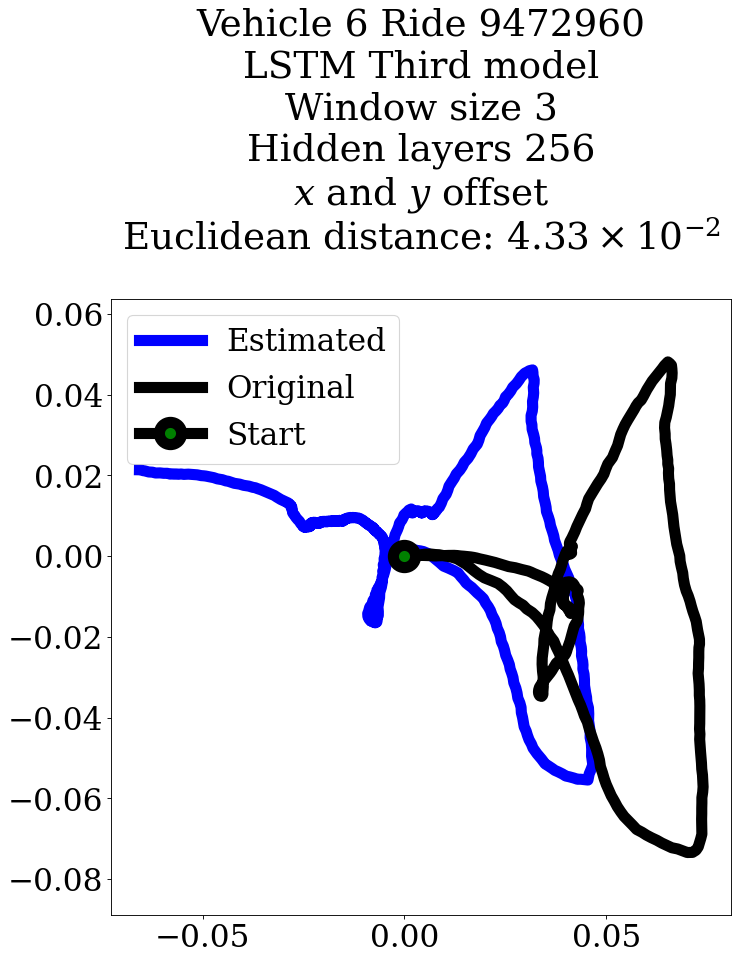 Vehicle 6 Ride 9472960
LSTM Third model
Window size 3
Hidden layers 256
x and y offset
Euclidean distance: 4.33 × 10⁻²
Estimated
Original
Start
0.06
0.04
0.02
0.00
−0.02
−0.04
−0.06
−0.08
−0.05 0.00 0.05